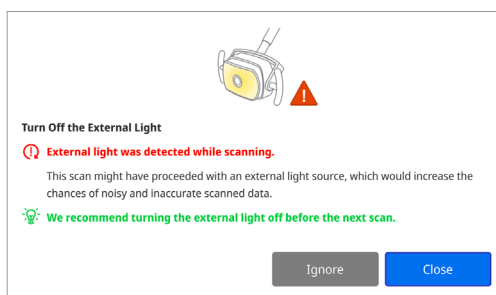 Turn Off the External Light
External light was detected while scanning.
This scan might have proceeded with an external light source, which would increase the
chances of noisy and inaccurate scanned data.
We recommend turning the external light off before the next scan.
Ignore
Close